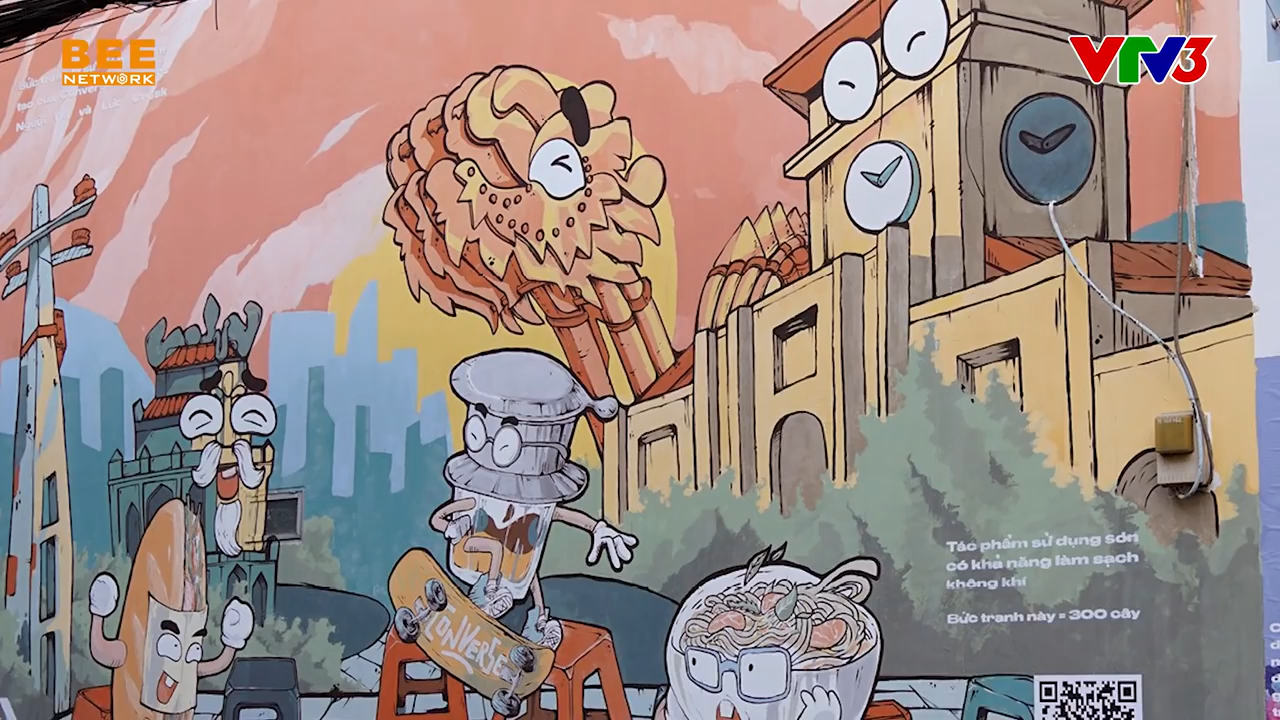 BEE
NETWORK
VTV3
CONVERSE
Tác phẩm sử dụng sơn
có khả năng làm sạch
không khí
Bức tranh này = 300 cây